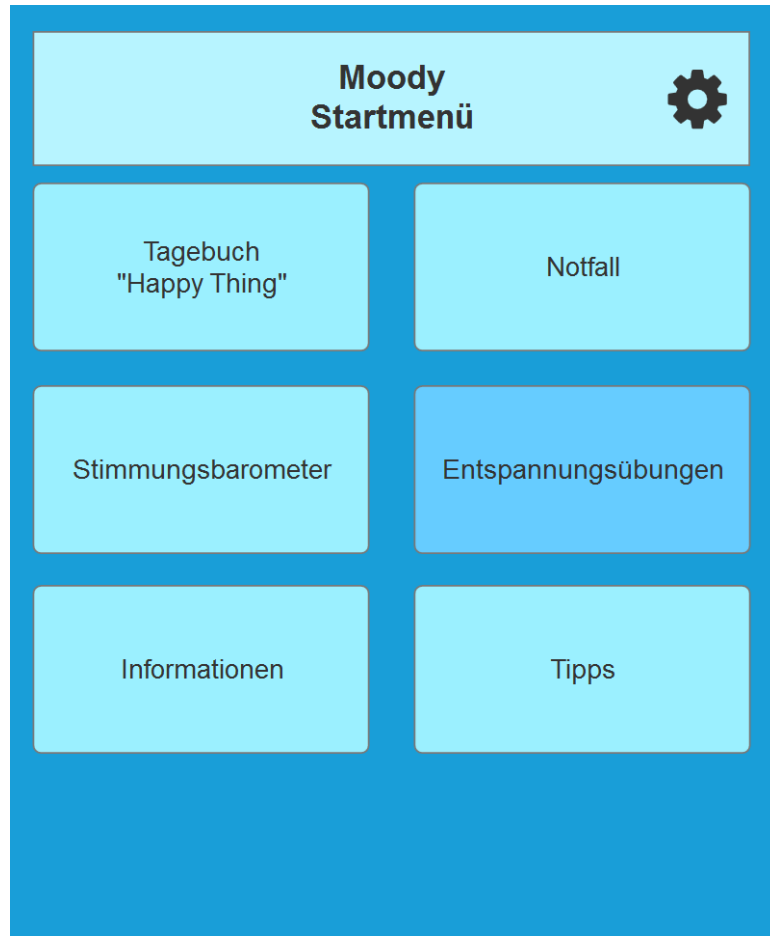 Moody
Startmenü
Tagebuch
"Happy Thing"
Notfall
Stimmungsbarometer
Entspannungsübungen
Informationen
Tipps